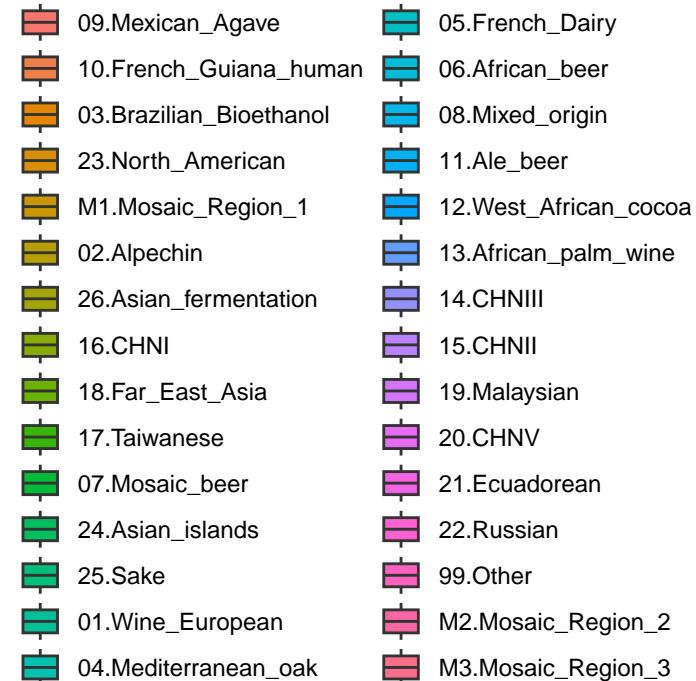 09.Mexican_Agave
10.French_Guiana_human
03.Brazilian_Bioethanol
23.North_American
M1.Mosaic_Region_1
02.Alpechin
26.Asian_fermentation
16.CHNI
18.Far_East_Asia
17.Taiwanese
07.Mosaic_beer
24.Asian_islands
25.Sake
01.Wine_European
04.Mediterranean_oak
05.French_Dairy
06.African_beer
08.Mixed_origin
11.Ale_beer
12.West_African_cocoa
13.African_palm_wine
14.CHNIII
15.CHNII
19.Malaysian
20.CHNV
21.Ecuadorean
22.Russian
99.Other
M2.Mosaic_Region_2
M3.Mosaic_Region_3